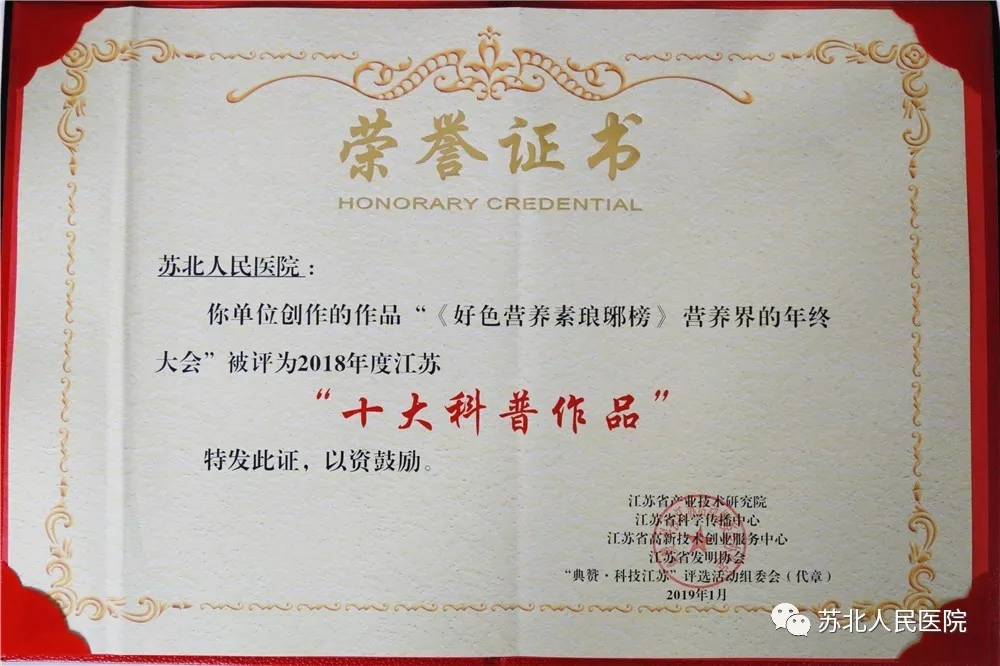 荣誉证书
HONORARY CREDENTIAL
苏北人民医院：
你单位创作的作品“《好色营养素琅琊榜》营养界的年终
大会”被评为2018年度江苏
“十大科普作品”
特发此证，以资鼓励。
江苏省产业技术研究院
江苏省科学传播中心
江苏省高新技术创业服务中心
江苏省发明协会
“典赞·科技江苏”评选活动组委会（代章）
2019年1月
苏北人民医院